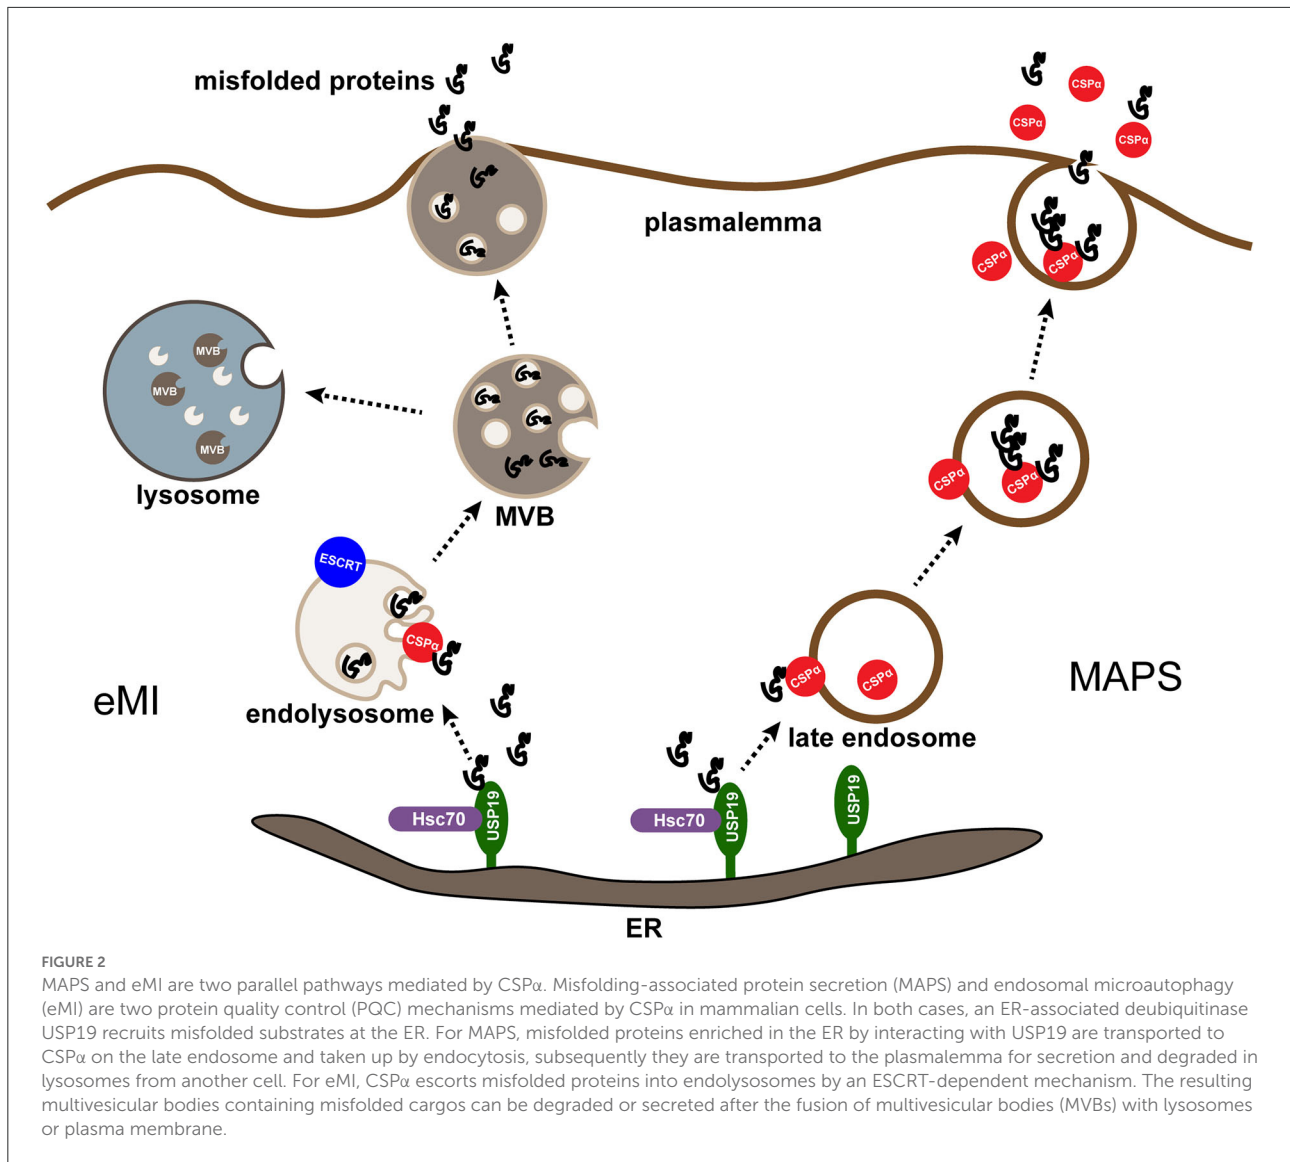 misfolded proteins
CSPα
CSPα
CSPα
plasmalemma
CSPα
CSPα
MVB
MVB
MVB
lysosome
MVB
CSPα
CSPα
ESCRT
CSPα
eMI
endolysosome
CSPα
CSPα
MAPS
late endosome
Hsc70
USP19
Hsc70
USP19
USP19
ER
FIGURE 2
MAPS and eMI are two parallel pathways mediated by CSPα. Misfolding-associated protein secretion (MAPS) and endosomal microautophagy
(eMI) are two protein quality control (PQC) mechanisms mediated by CSPα in mammalian cells. In both cases, an ER-associated deubiquitinase
USP19 recruits misfolded substrates at the ER. For MAPS, misfolded proteins enriched in the ER by interacting with USP19 are transported to
CSPα on the late endosome and taken up by endocytosis, subsequently they are transported to the plasmalemma for secretion and degraded in
lysosomes from another cell. For eMI, CSPα escorts misfolded proteins into endolysosomes by an ESCRT-dependent mechanism. The resulting
multivesicular bodies containing misfolded cargos can be degraded or secreted after the fusion of multivesicular bodies (MVBs) with lysosomes
or plasma membrane.